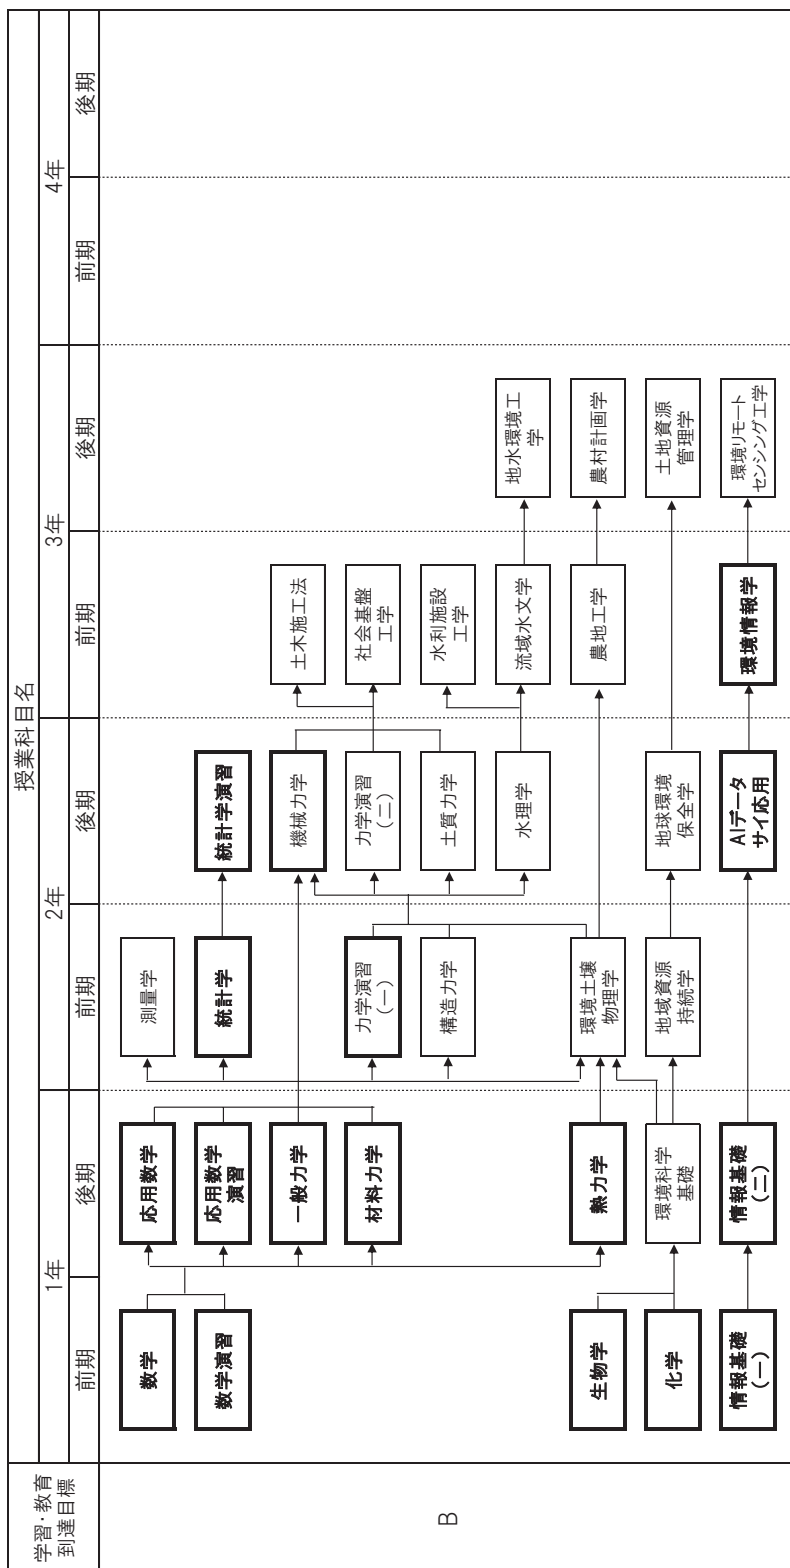 学習・教育
到達目標
授業科目名
1年
2年
3年
4年
前期
後期
前期
後期
前期
後期
前期
後期
B
数学
数学演習
生物学
化学
情報基礎
(一)
応用数学
応用数学
演習
一般力学
材料力学
熱力学
環境科学
基礎
情報基礎
(二)
測量学
統計学
力学演習
(一)
構造力学
環境土壌
物理学
地域資源
持続学
統計学演習
機械力学
力学演習
(二)
土質力学
水理学
地球環境
保全学
AIデータ
サイ応用
土木施工法
社会基盤
工学
水利施設
工学
流域水文学
農地工学
環境情報学
地水環境工
学
農村計画学
土地資源
管理学
環境リモート
センシング工学